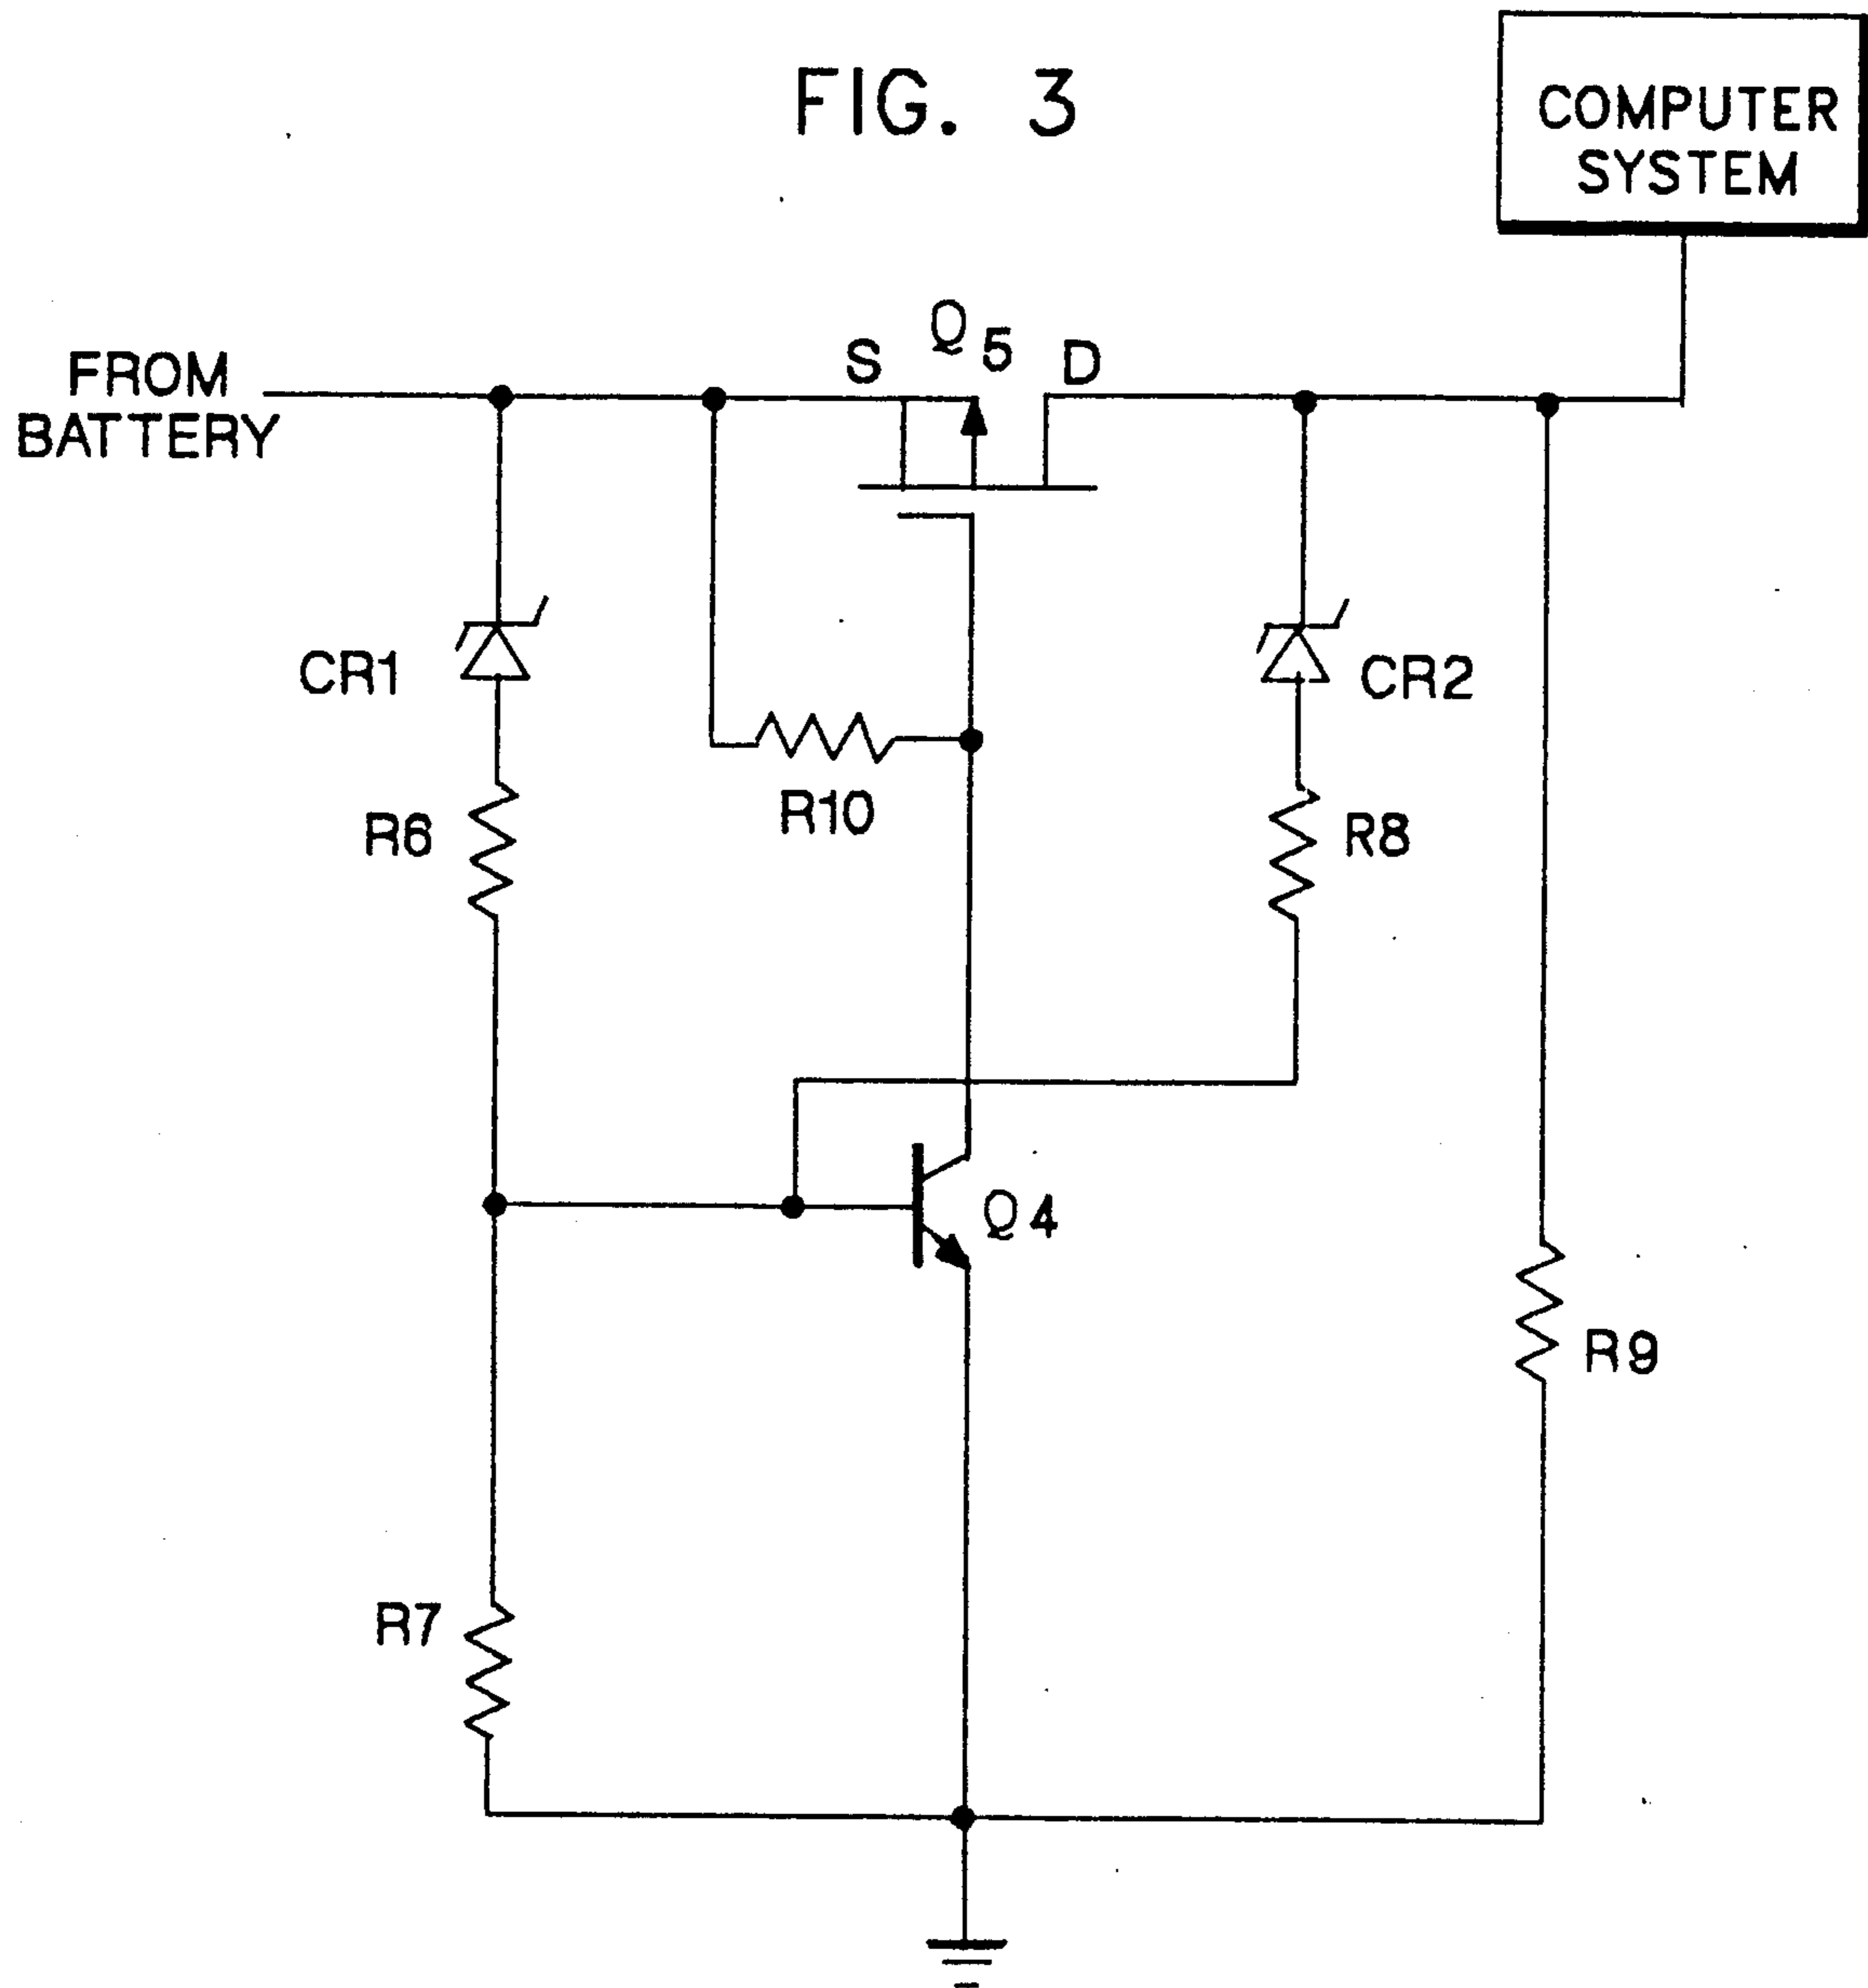 FIG. 3
COMPUTER
SYSTEM
FROM
BATTERY
S
Q5
D
CR1
CR2
R6
R10
R8
Q4
R9
R7